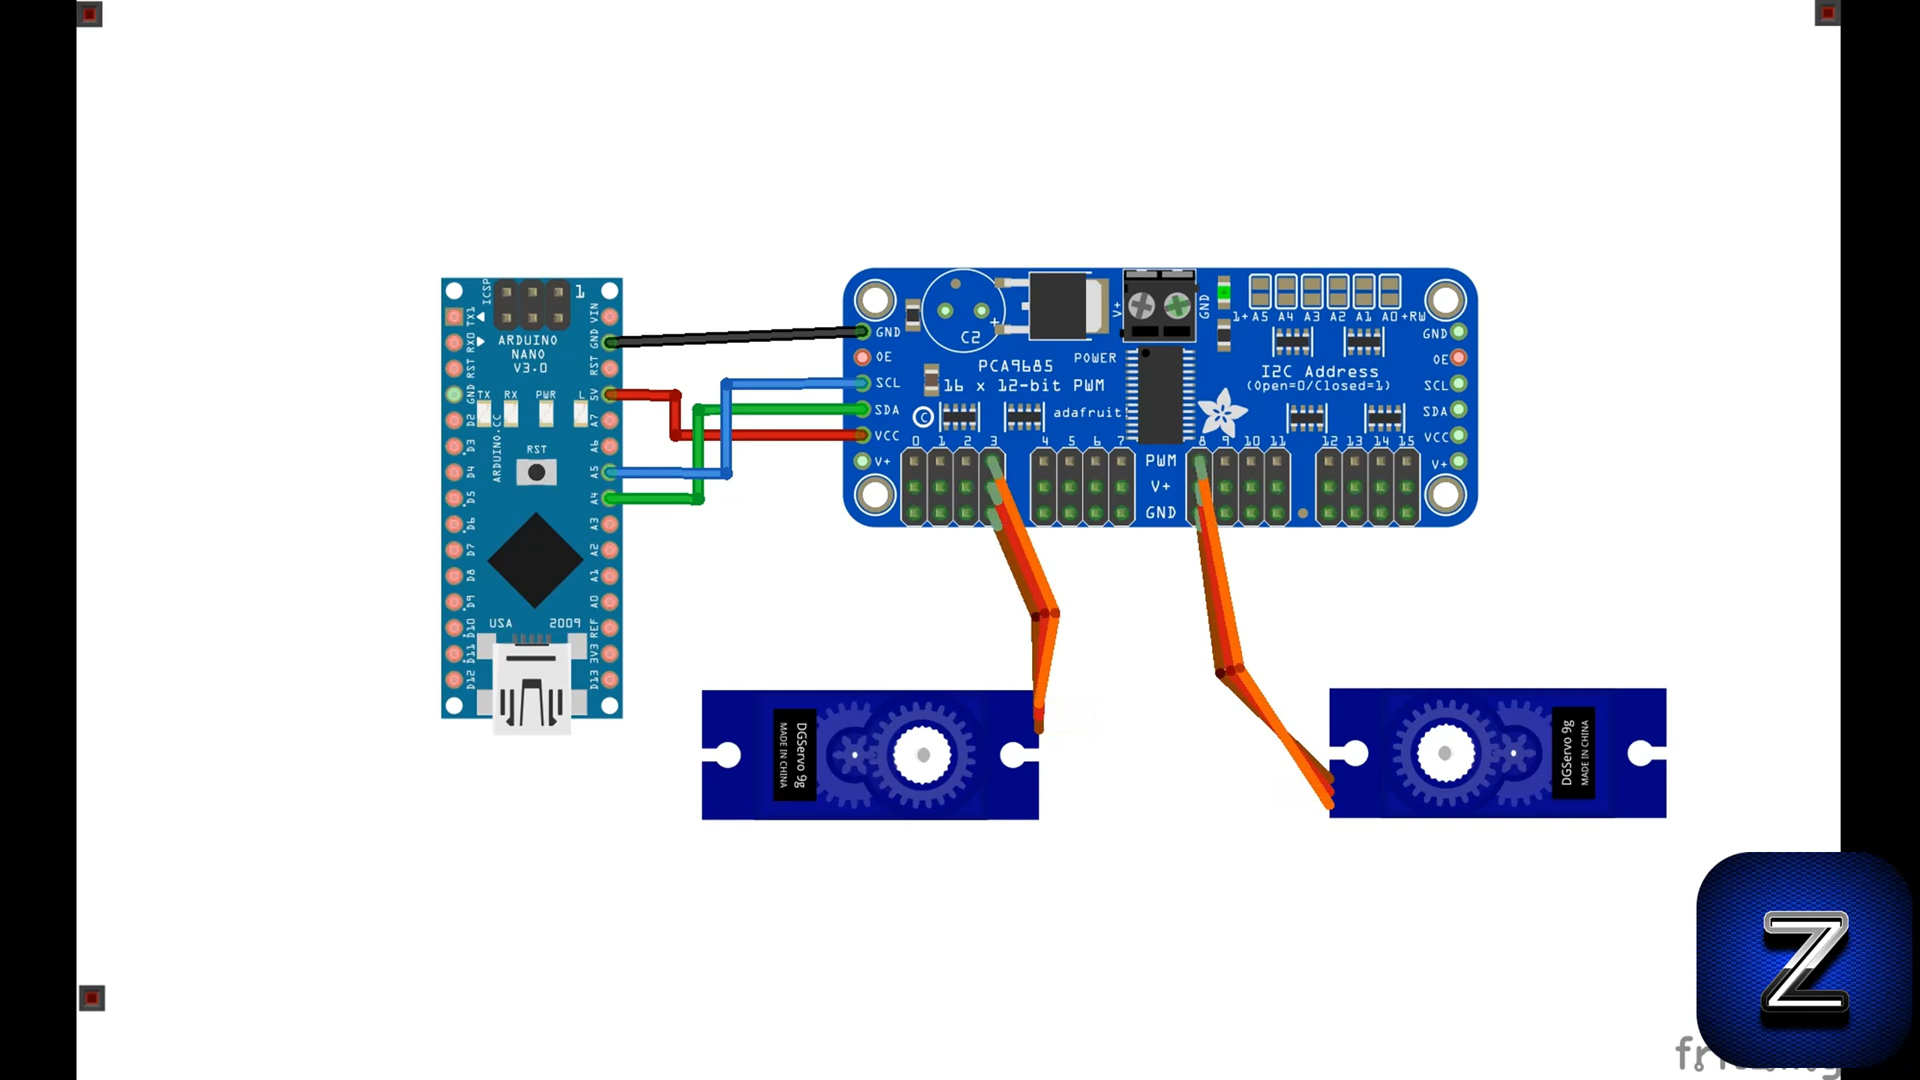 ICSP
1
TX1
RX0
RST
GND
D2
D3
D4
D5
D6
D7
D8
D9
D10
D11
D12
VIN
GND
RST
5V
A7
A6
A5
A4
A3
A2
A1
A0
REF
3V3
D13
ARDUINO
NANO
V3.0
TX RX PWR L
ARDUINO.CC
RST
USA 2009
GND
OE
SCL
SDA
VCC
V+
C2
+
V+
GND
POWER
PCA9685
16 x 12-bit PWM
© adafruit!
1+A5 A4 A3 A2 A1 A0+RW
I2C Address
(Open=0/Closed=1)
GND
OE
SCL
SDA
VCC
V+
0 1 2 3 4 5 6 7 8 9 10 11 12 13 14 15
PWM
V+
GND
DGServo 9g
MADE IN CHINA
DGServo 9g
MADE IN CHINA
Z